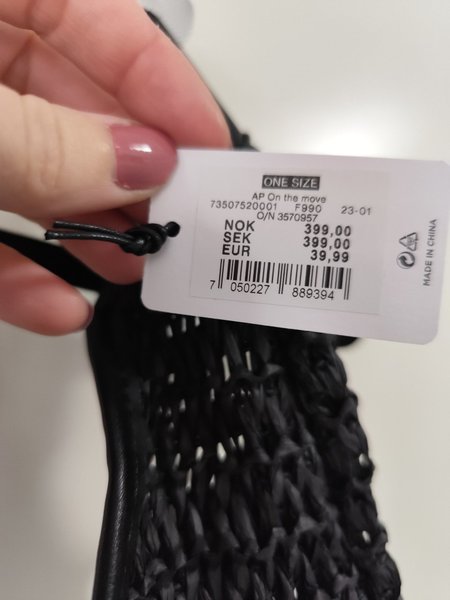 ONE SIZE
AP On the move
73507520001 F990 23-01
O/N 3570957
NOK 399,00
SEK 399,00
EUR 39,99
7 050227 889394
MADE IN CHINA